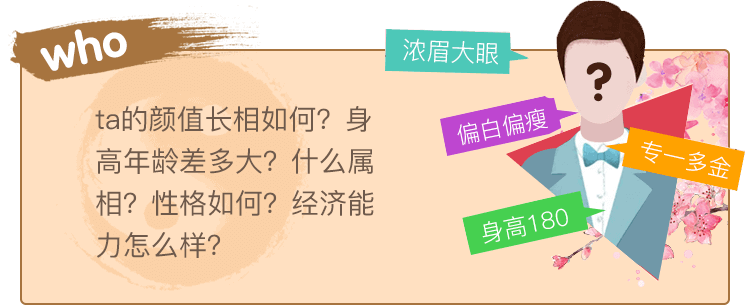 who
ta的颜值长相如何？身
高年龄差多大？什么属
相？性格如何？经济能
力怎么样？
浓眉大眼
?
偏白偏瘦
专一多金
身高180